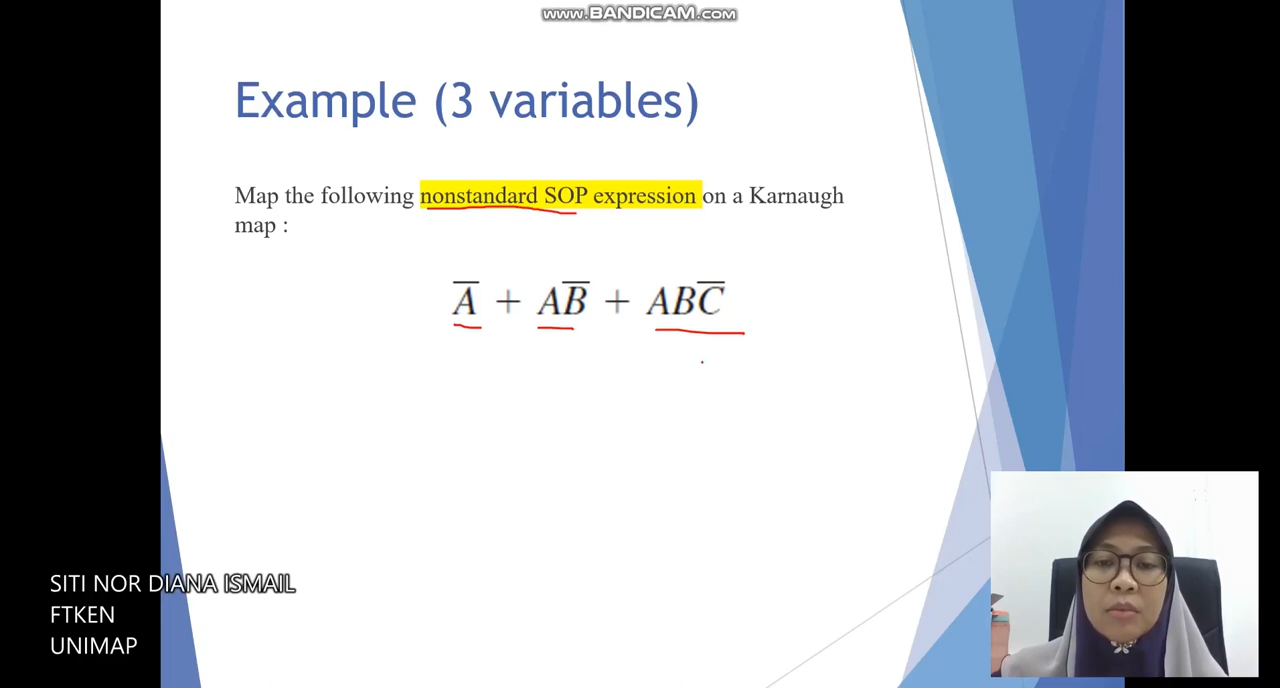 www.BANDICAM.com
Example (3 variables)
Map the following nonstandard SOP expression on a Karnaugh
map :
A̅ + AB̅ + ABC̅
SITI NOR DIANA ISMAIL
FTKEN
UNIMAP